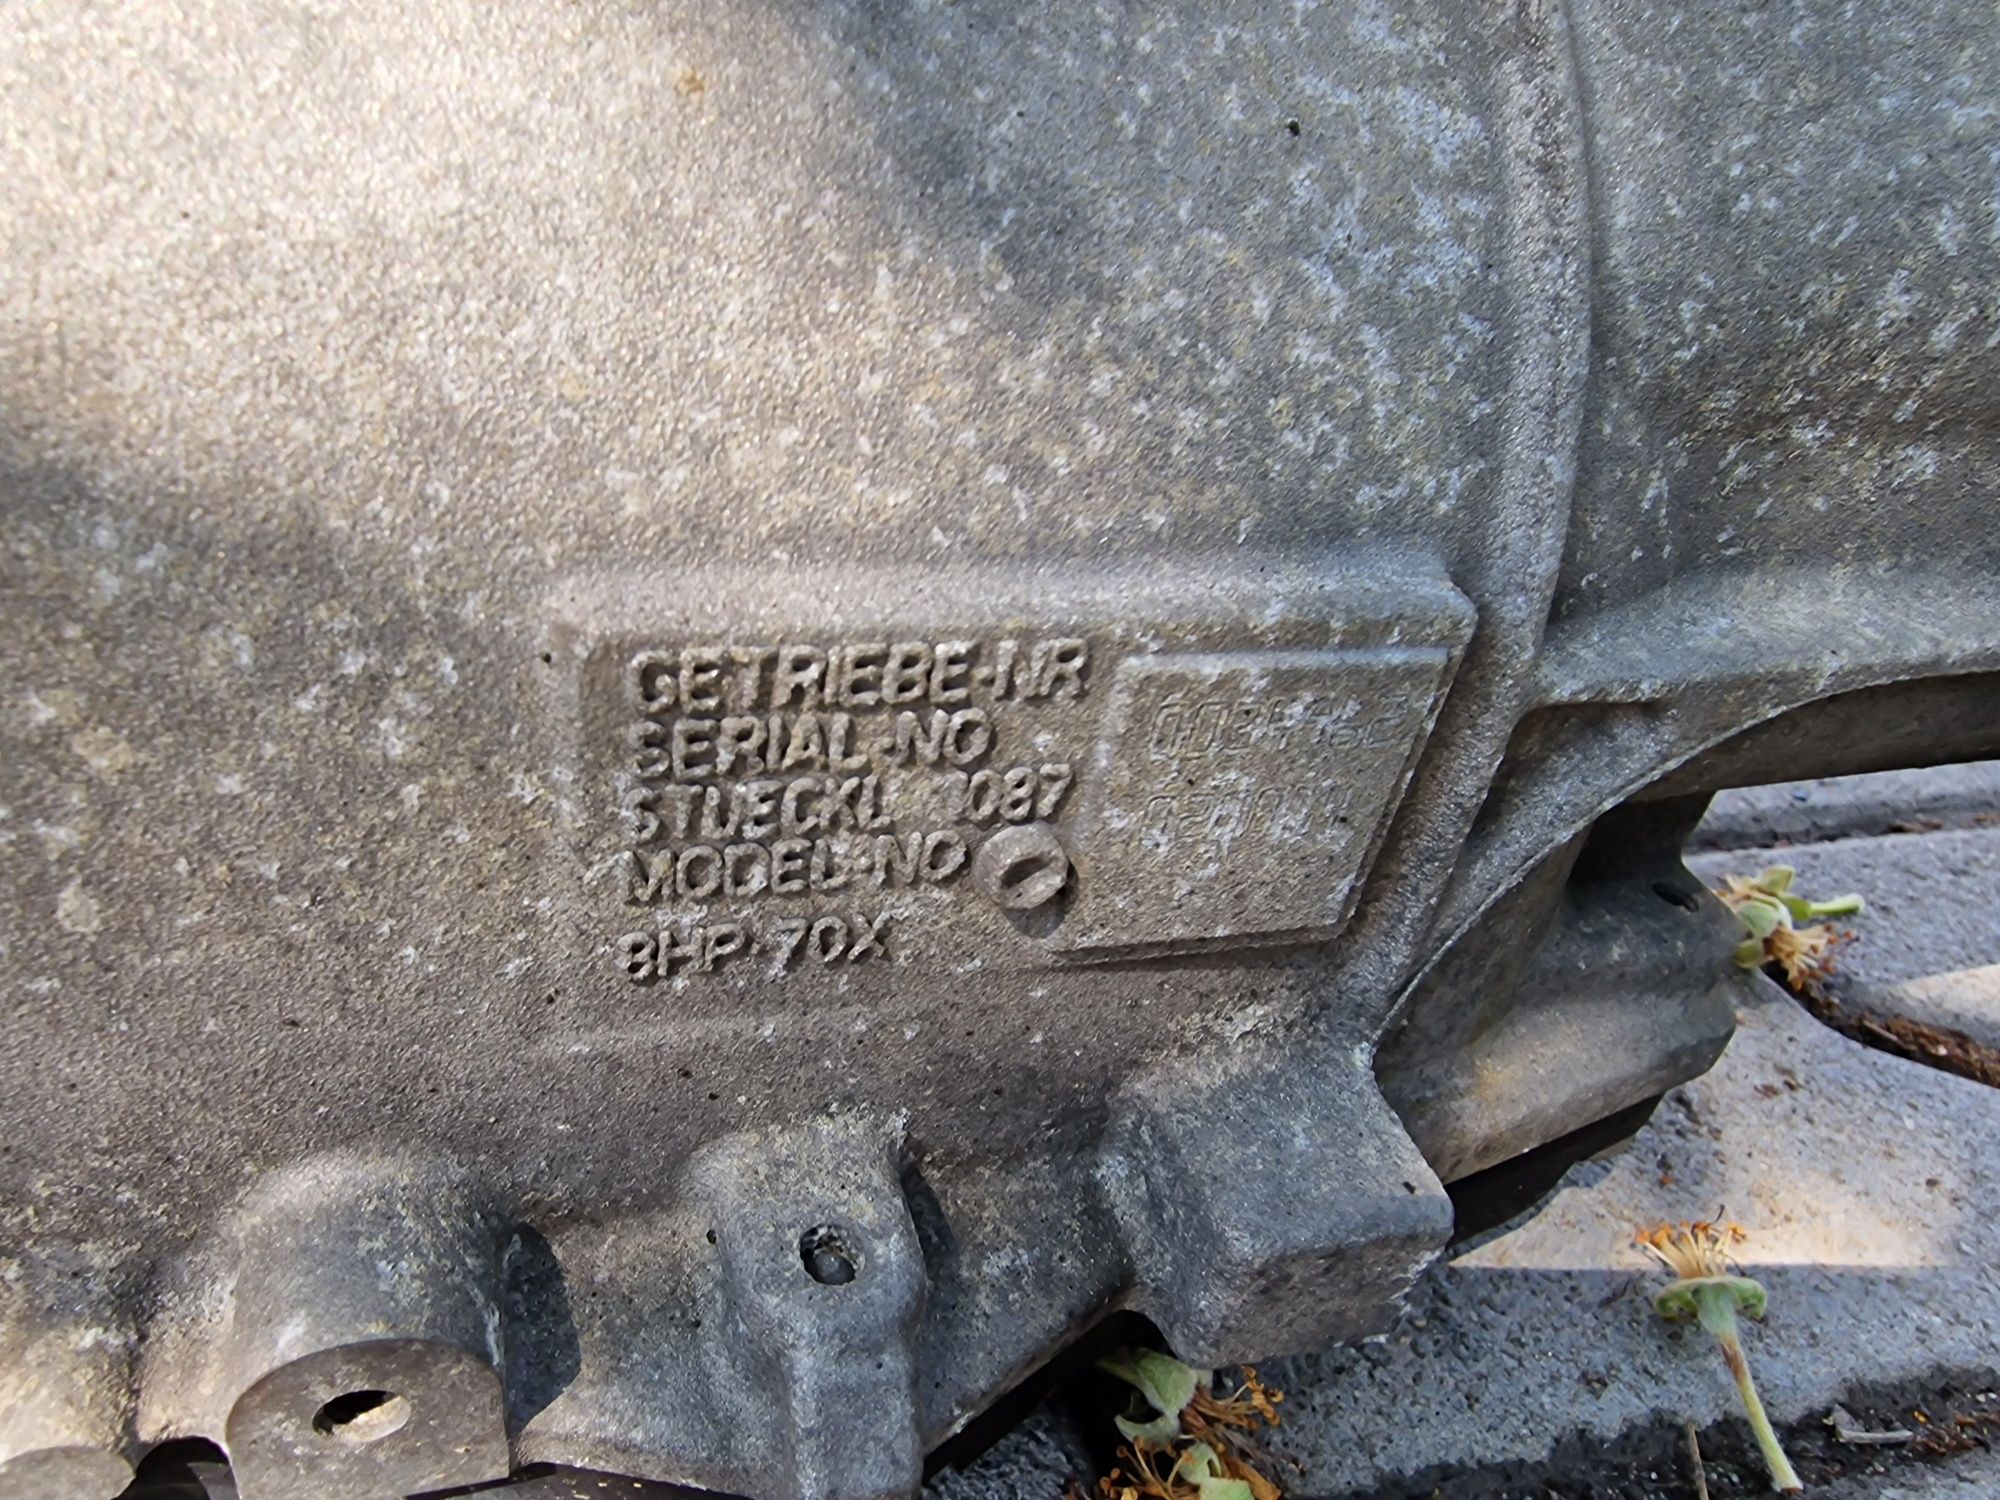 GETRIEBE-NR
SERIAL-NO
STUECKL 1087
MODEL-NO
8HP-70X